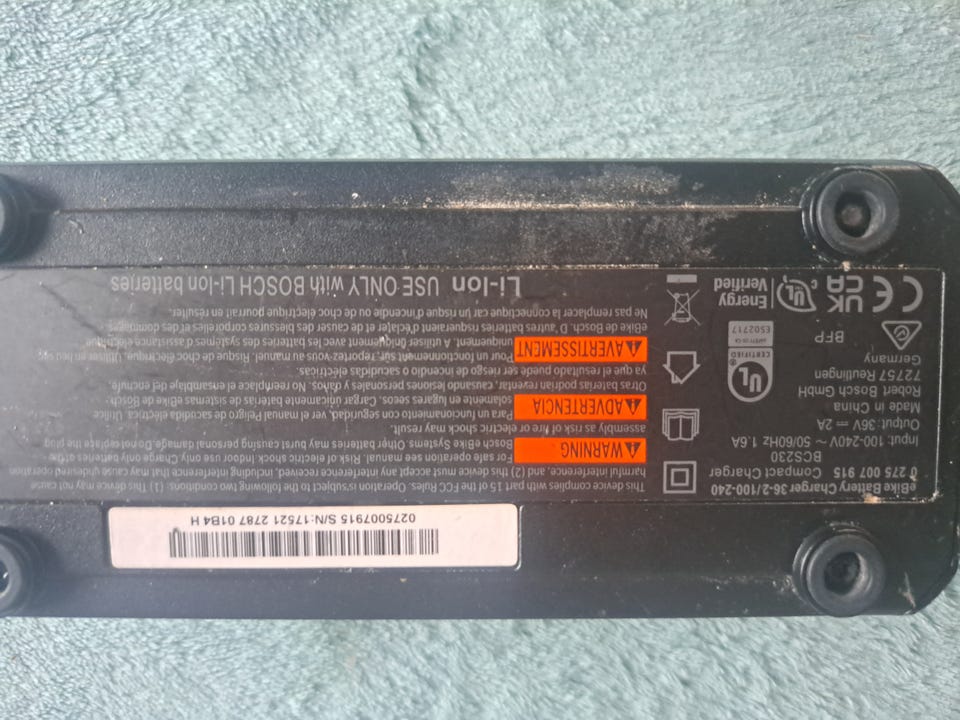 eBike Battery Charger 36-2/100-240
0 275 007 915 Compact Charger
BCS230
Input: 100-240V ~ 50/60Hz 1.6A
Output: 36V ⎓ 2A
Made in China
Robert Bosch GmbH
72757 Reutlingen
Germany
BFP
CE UK CA
c UL
Energy
Verified
UL
CERTIFIED
E502717
This device complies with part 15 of the FCC Rules. Operation is subject to the following two conditions: (1) This device may not cause
harmful interference, and (2) this device must accept any interference received, including interference that may cause undesired operation
WARNING
For safe operation see manual. Risk of electric shock. Indoor use only. Charge only batteries of the
Bosch eBike Systems. Other batteries may burst causing personal damage. Do not replace the plug
assembly as risk of fire or electric shock may result.
ADVERTENCIA
Para un funcionamiento con seguridad, ver el manual. Peligro de sacudida eléctrica. Utilice
solamente en lugares secos. Cargar únicamente baterías de sistemas eBike de Bosch.
Otras baterías podrían reventar, causando lesiones personales y daños. No reemplace el ensamblaje del enchufe,
ya que el resultado puede ser riesgo de incendio o sacudidas eléctricas.
AVERTISSEMENT
Pour un fonctionnement sûr, reportez-vous au manuel. Risque de choc électrique. Utiliser en lieu sec
uniquement. A utiliser uniquement avec les batteries des systèmes d'assistance électrique
eBike de Bosch. D'autres batteries risqueraient d'éclater et de causer des blessures corporelles et des dommages.
Ne pas remplacer la connectique car un risque d'incendie ou de choc électrique pourrait en résulter.
Li-Ion USE ONLY with BOSCH Li-Ion batteries
0275007915 S/N:17521 2787 01B4 H